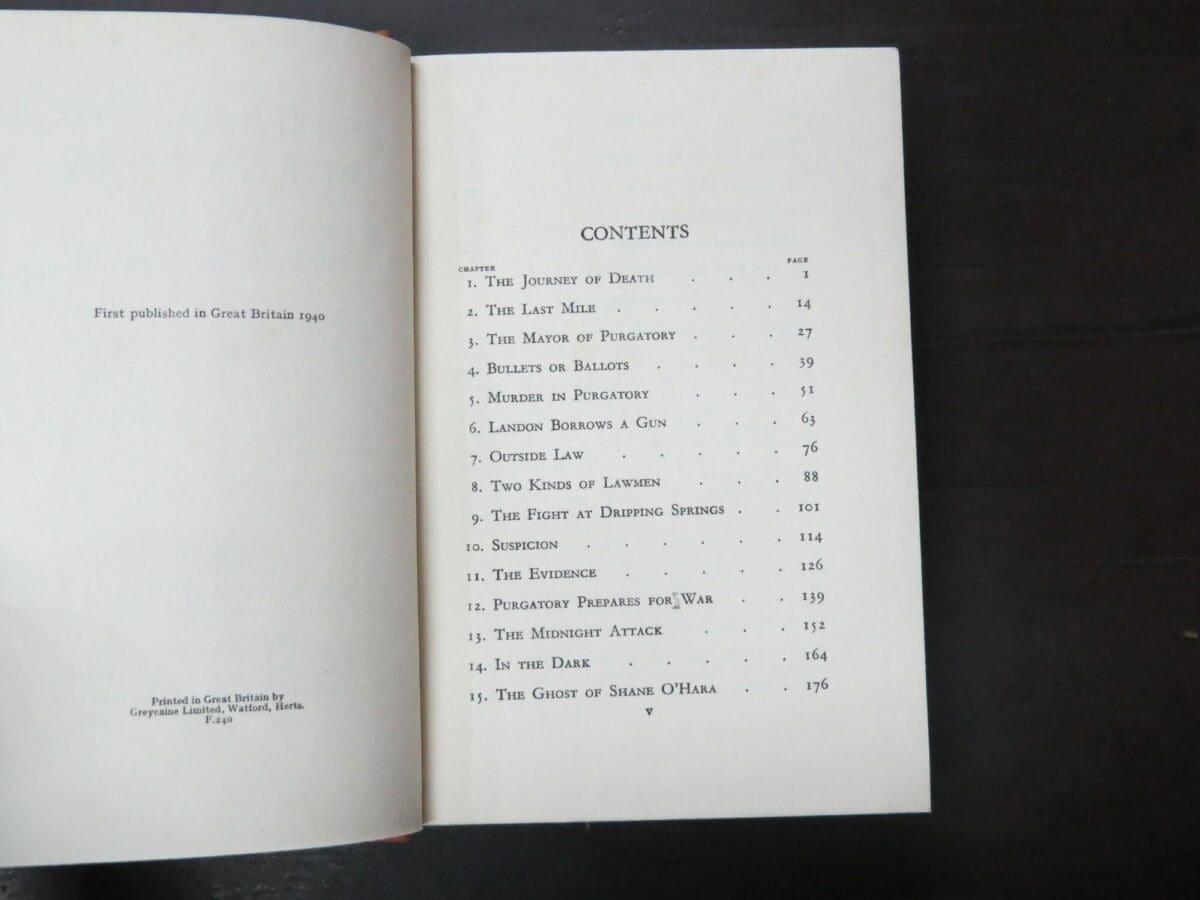 First published in Great Britain 1940
Printed in Great Britain by
Greycaine Limited, Watford, Herts.
F.240
CONTENTS
CHAPTER PAGE
1. The Journey of Death . . . 1
2. The Last Mile . . . . . 14
3. The Mayor of Purgatory . . . 27
4. Bullets or Ballots . . . . 39
5. Murder in Purgatory . . . 51
6. Landon Borrows a Gun . . . 63
7. Outside Law . . . . . 76
8. Two Kinds of Lawmen . . . 88
9. The Fight at Dripping Springs . . 101
10. Suspicion . . . . . . 114
11. The Evidence . . . . . 126
12. Purgatory Prepares for War . . 139
13. The Midnight Attack . . . 152
14. In the Dark . . . . . 164
15. The Ghost of Shane O'Hara . . 176
v